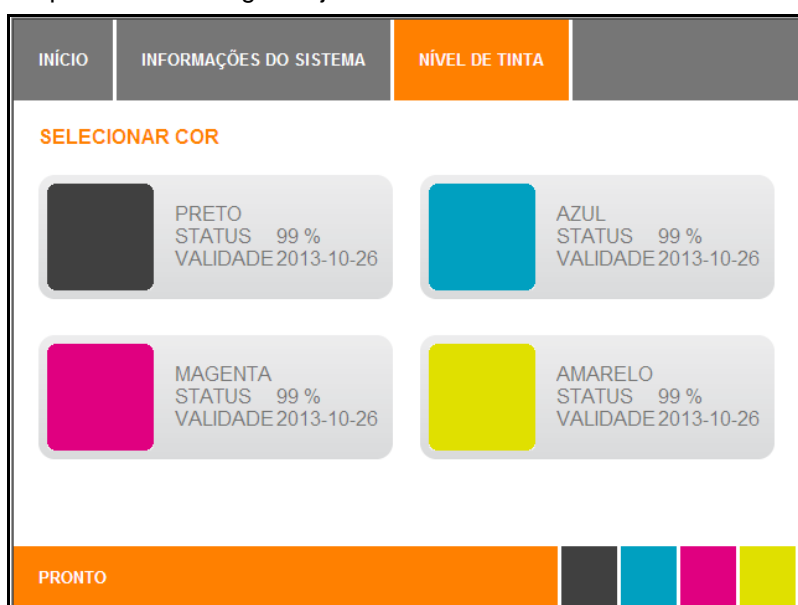 INÍCIO
INFORMAÇÕES DO SISTEMA
NÍVEL DE TINTA
SELECIONAR COR
PRETO
STATUS 99 %
VALIDADE 2013-10-26
AZUL
STATUS 99 %
VALIDADE 2013-10-26
MAGENTA
STATUS 99 %
VALIDADE 2013-10-26
AMARELO
STATUS 99 %
VALIDADE 2013-10-26
PRONTO